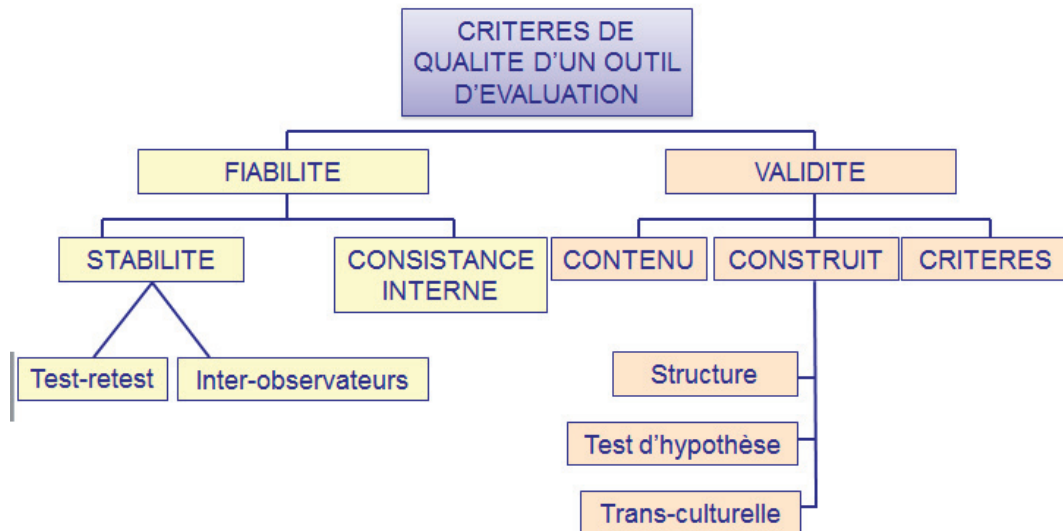 CRITERES DE
QUALITE D'UN OUTIL
D'EVALUATION
FIABILITE
VALIDITE
STABILITE
CONSISTANCE
INTERNE
CONTENU
CONSTRUIT
CRITERES
Test-retest
Inter-observateurs
Structure
Test d'hypothèse
Trans-culturelle